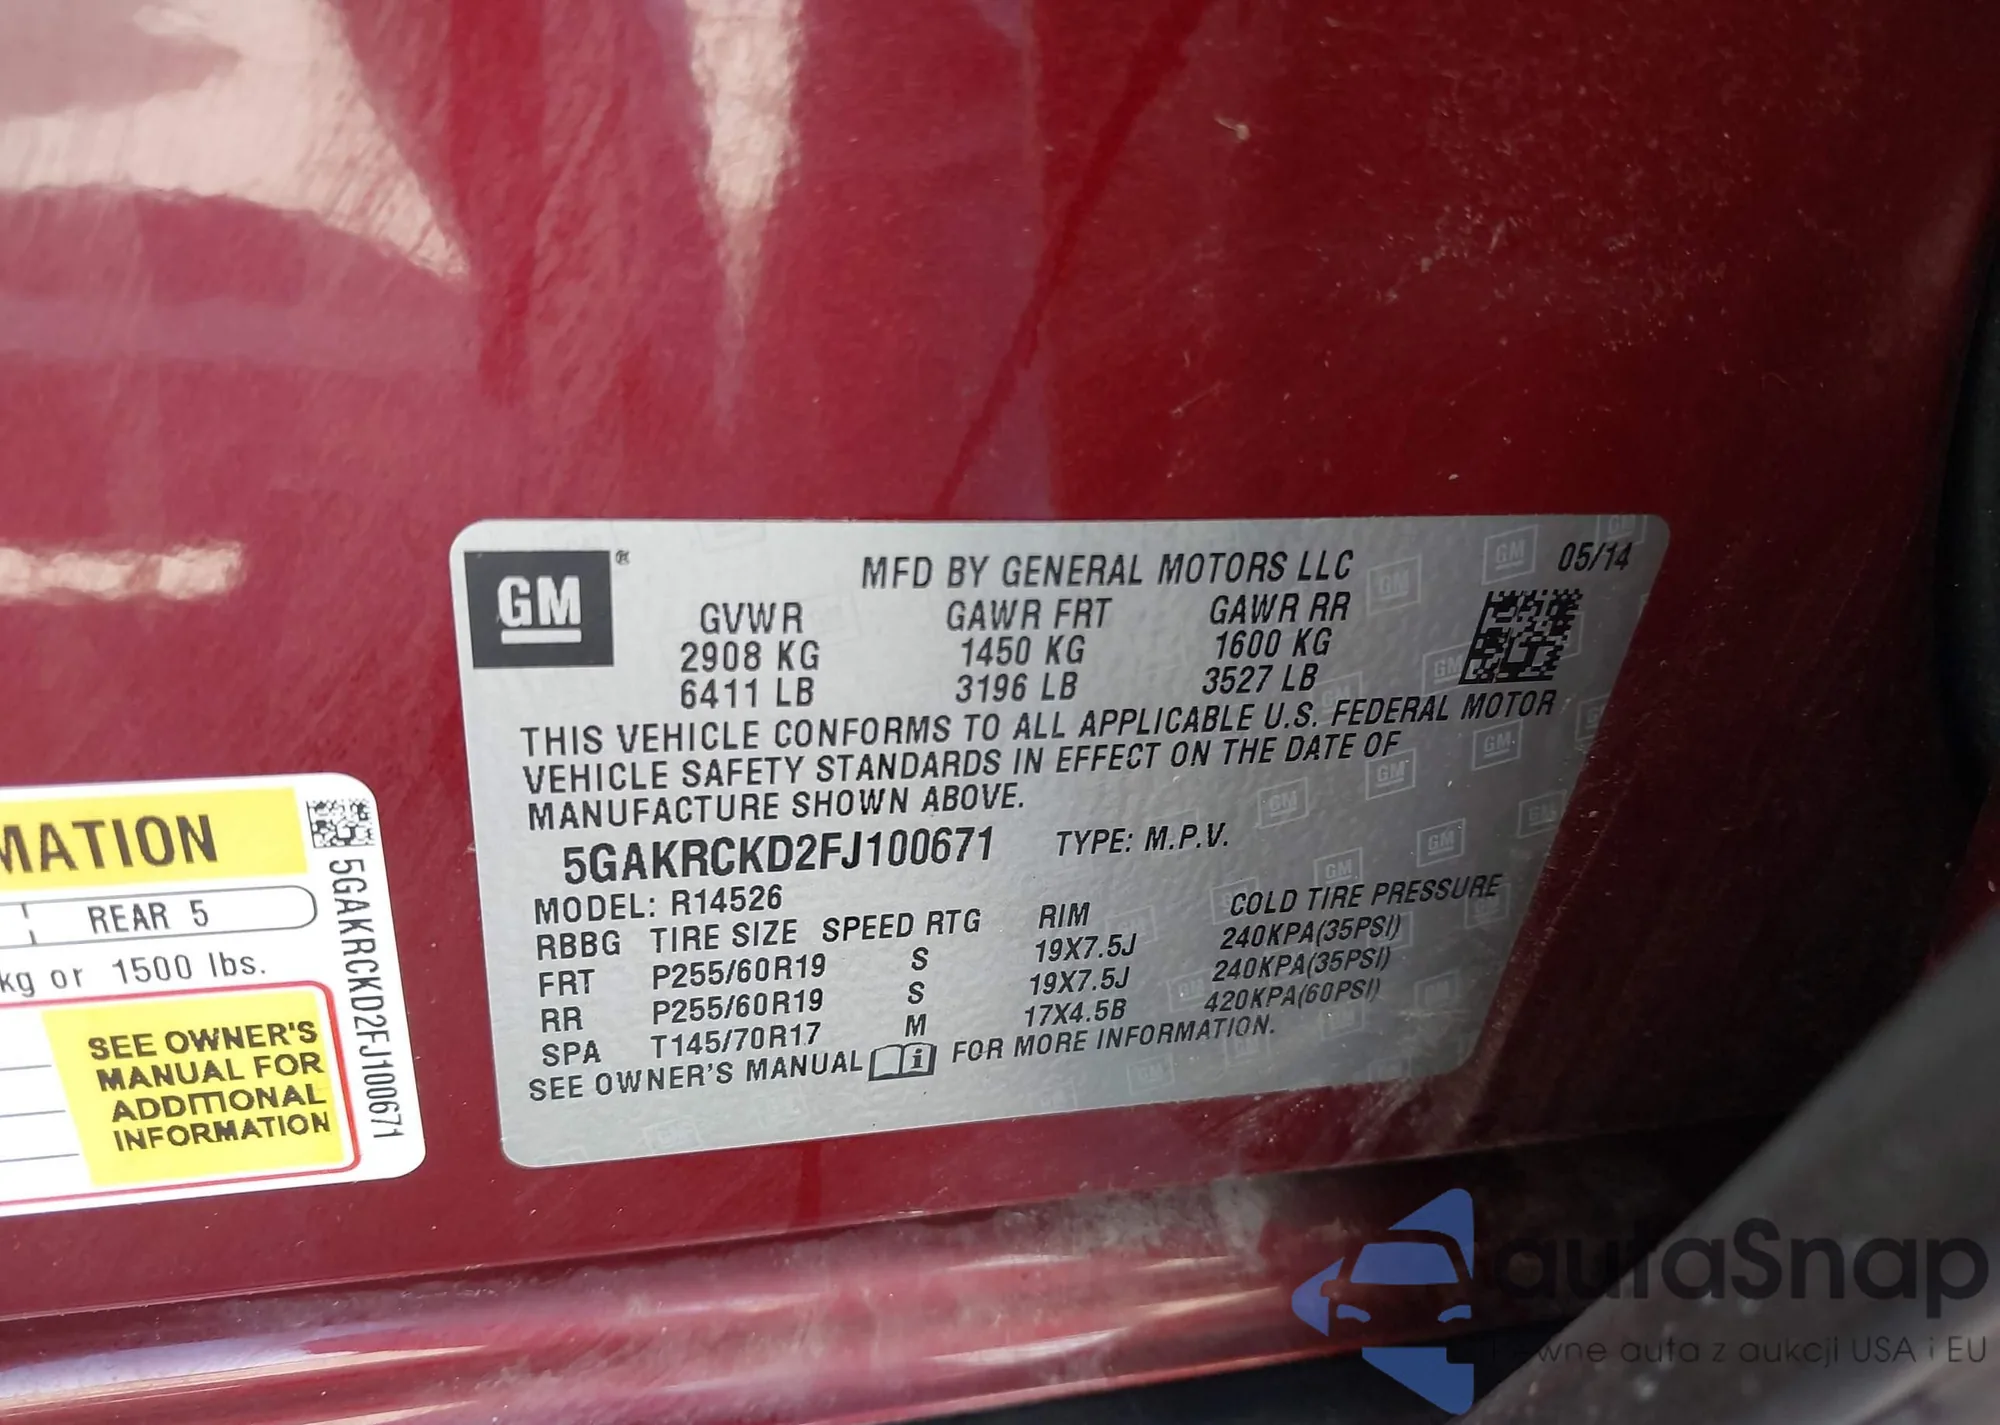 GM
®
MFD BY GENERAL MOTORS LLC 05/14
GVWR GAWR FRT GAWR RR
2908 KG 1450 KG 1600 KG
6411 LB 3196 LB 3527 LB
THIS VEHICLE CONFORMS TO ALL APPLICABLE U.S. FEDERAL MOTOR
VEHICLE SAFETY STANDARDS IN EFFECT ON THE DATE OF
MANUFACTURE SHOWN ABOVE.
5GAKRCKD2FJ100671 TYPE: M.P.V.
MODEL: R14526
RBBG TIRE SIZE SPEED RTG RIM COLD TIRE PRESSURE
FRT P255/60R19 S 19X7.5J 240KPA(35PSI)
RR P255/60R19 S 19X7.5J 240KPA(35PSI)
SPA T145/70R17 M 17X4.5B 420KPA(60PSI)
SEE OWNER'S MANUAL i FOR MORE INFORMATION.
MATION
REAR 5
kg or 1500 lbs.
SEE OWNER'S
MANUAL FOR
ADDITIONAL
INFORMATION
5GAKRCKD2FJ100671
autaSnap
auta z aukcji USA i EU